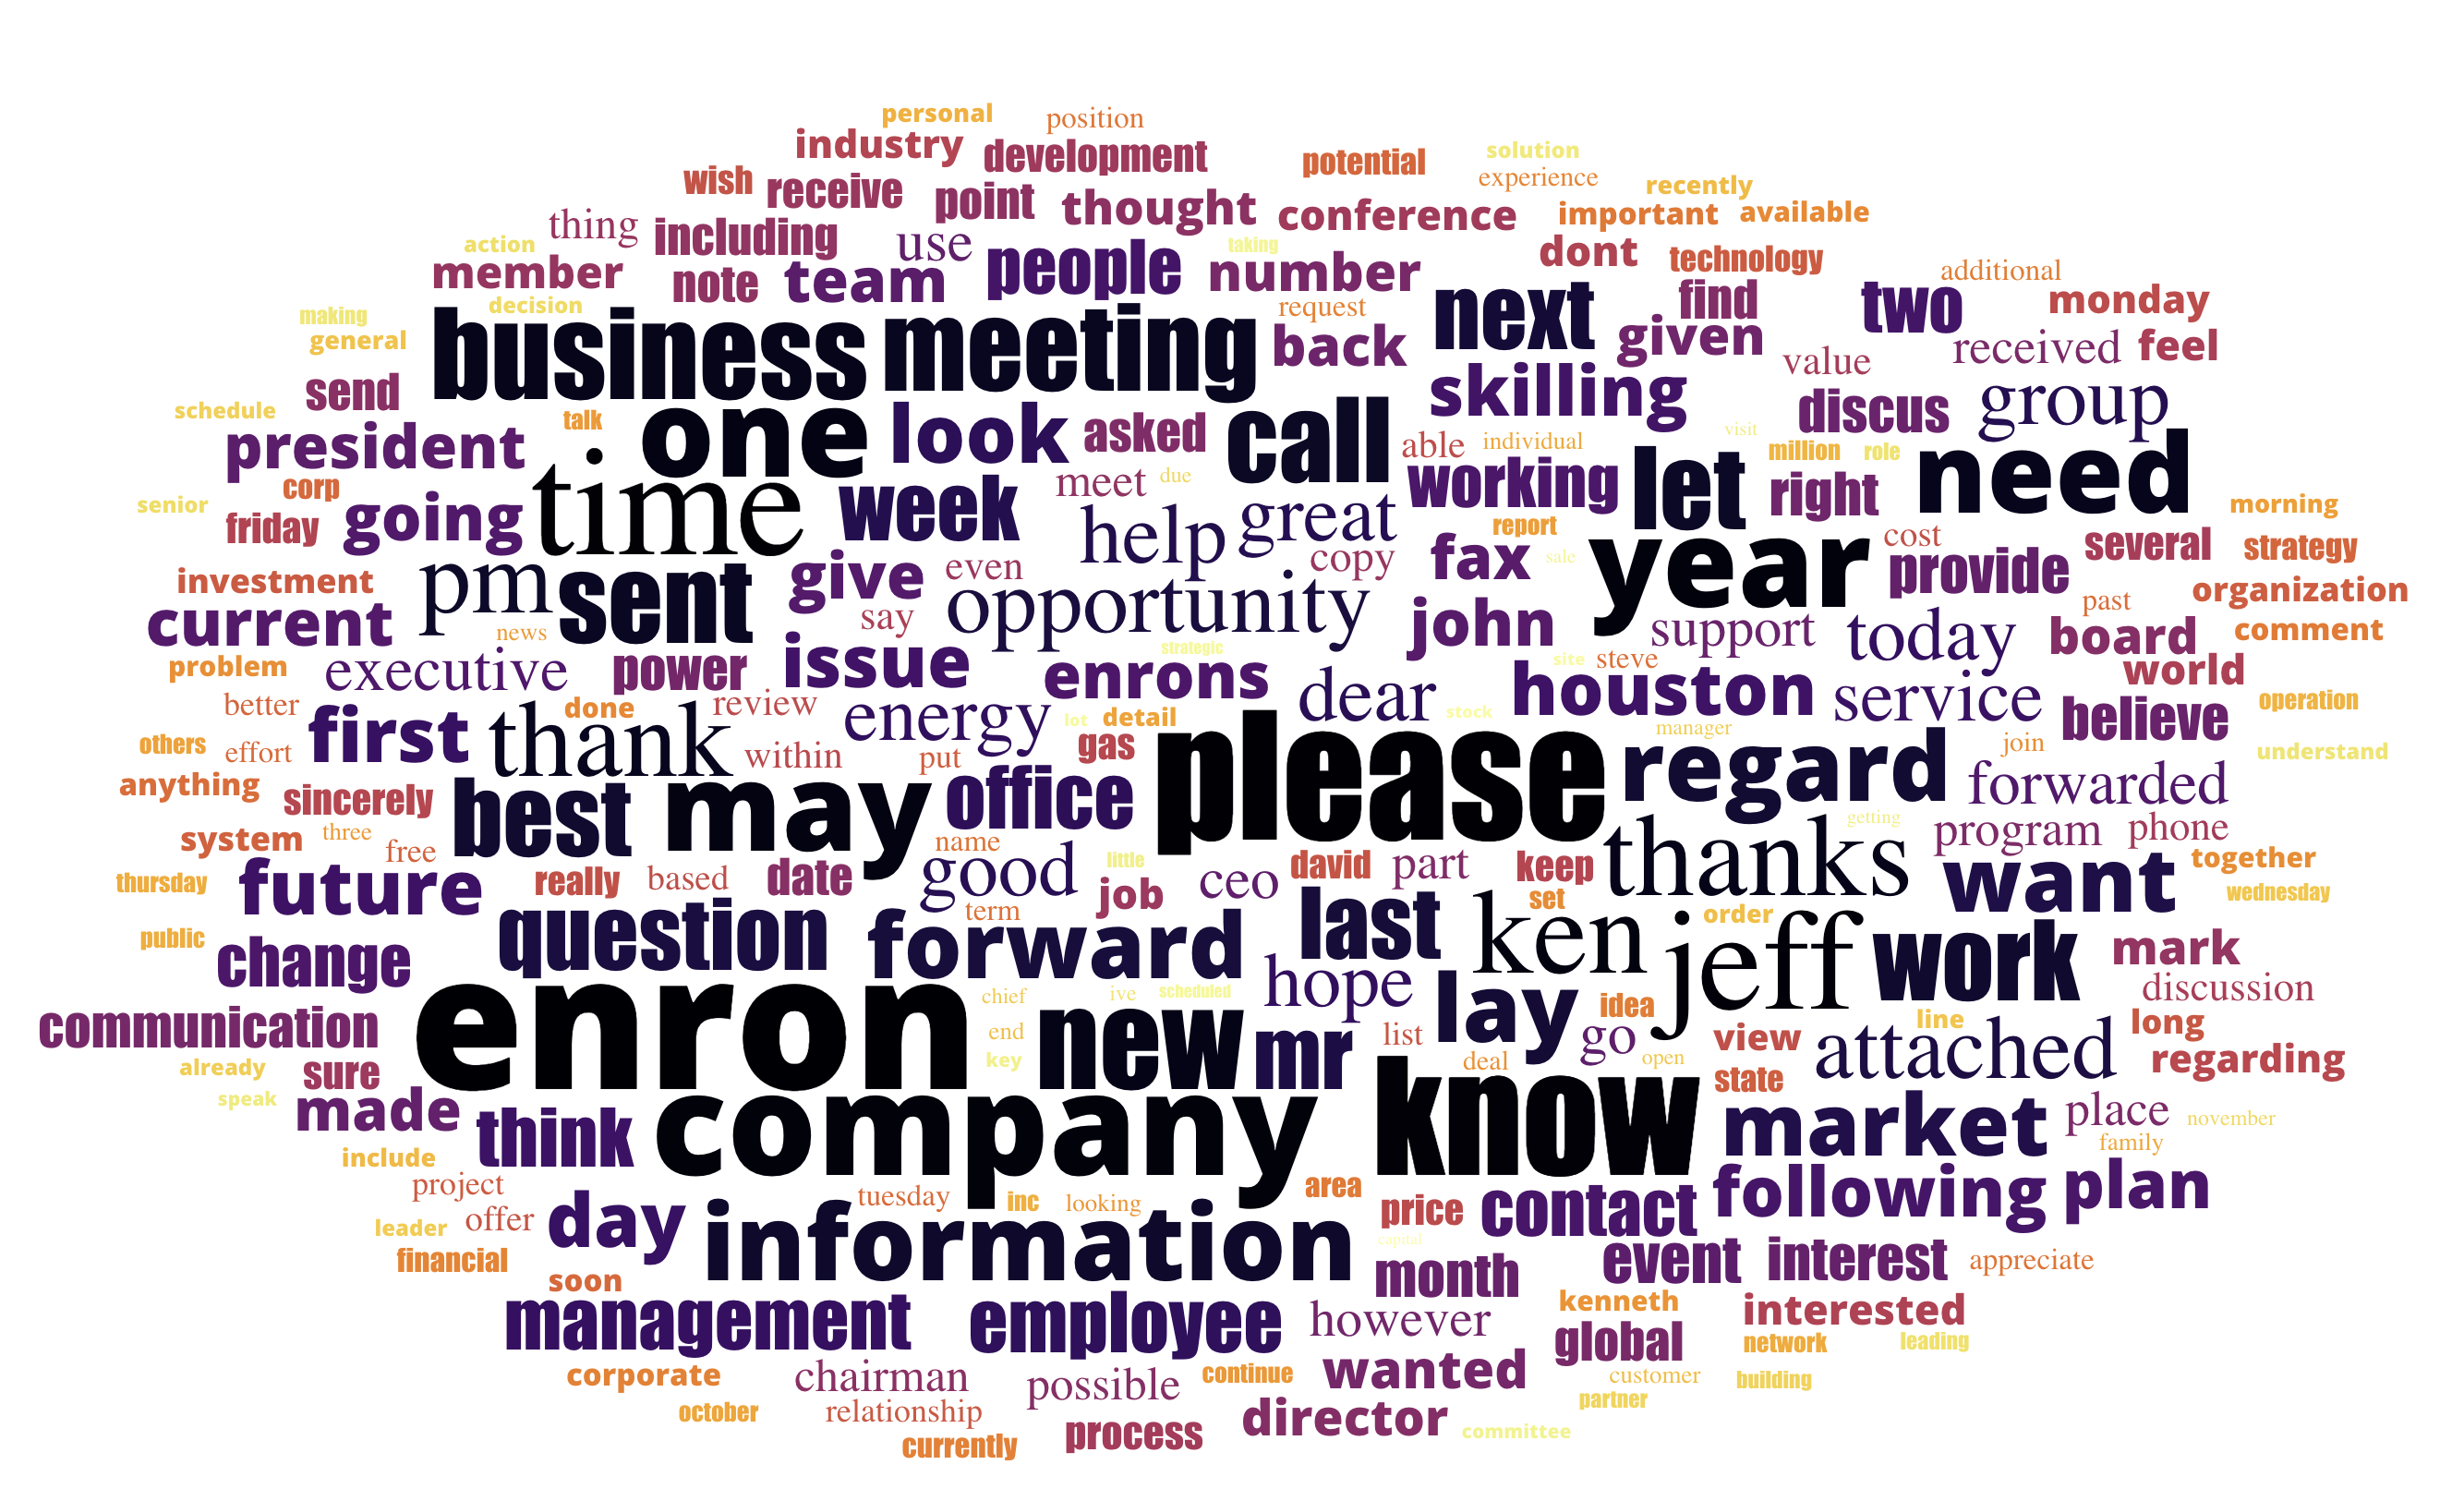 personal position
industry development potential solution
wish receive point thought conference experience recently
thing including use important available
action member note team people taking number dont technology additional
making decision business meeting request back next find given two monday
general received feel
send one look asked call skilling value discus group
schedule talk
president time week meet due able individual visit million role need
corp working let right
senior friday going help great report morning
investment pm sent give even opportunity copy fax sale year cost provide several strategy
current news say john support today past organization
problem executive power issue enrons strategic dear site steve houston service board comment
world
better first done thank review energy lot detail stock manager believe operation
others effort within put gas please regard join understand
anything sincerely best may office forwarded
system three free name getting program phone
thursday future really based date good little job ceo david part keep thanks want together
wednesday
public change question term forward last ken set order jeff work mark
communication enron chief ive scheduled hope lay idea discussion
end new mr list go view line attached long
already sure key deal open regarding
speak made think company know state market place november
include family
project tuesday inc looking area price contact following plan
leader offer day information
financial soon capital month event interest appreciate
management employee however kenneth interested
global network leading
corporate chairman possible continue wanted customer building
october relationship process director partner
currently committee